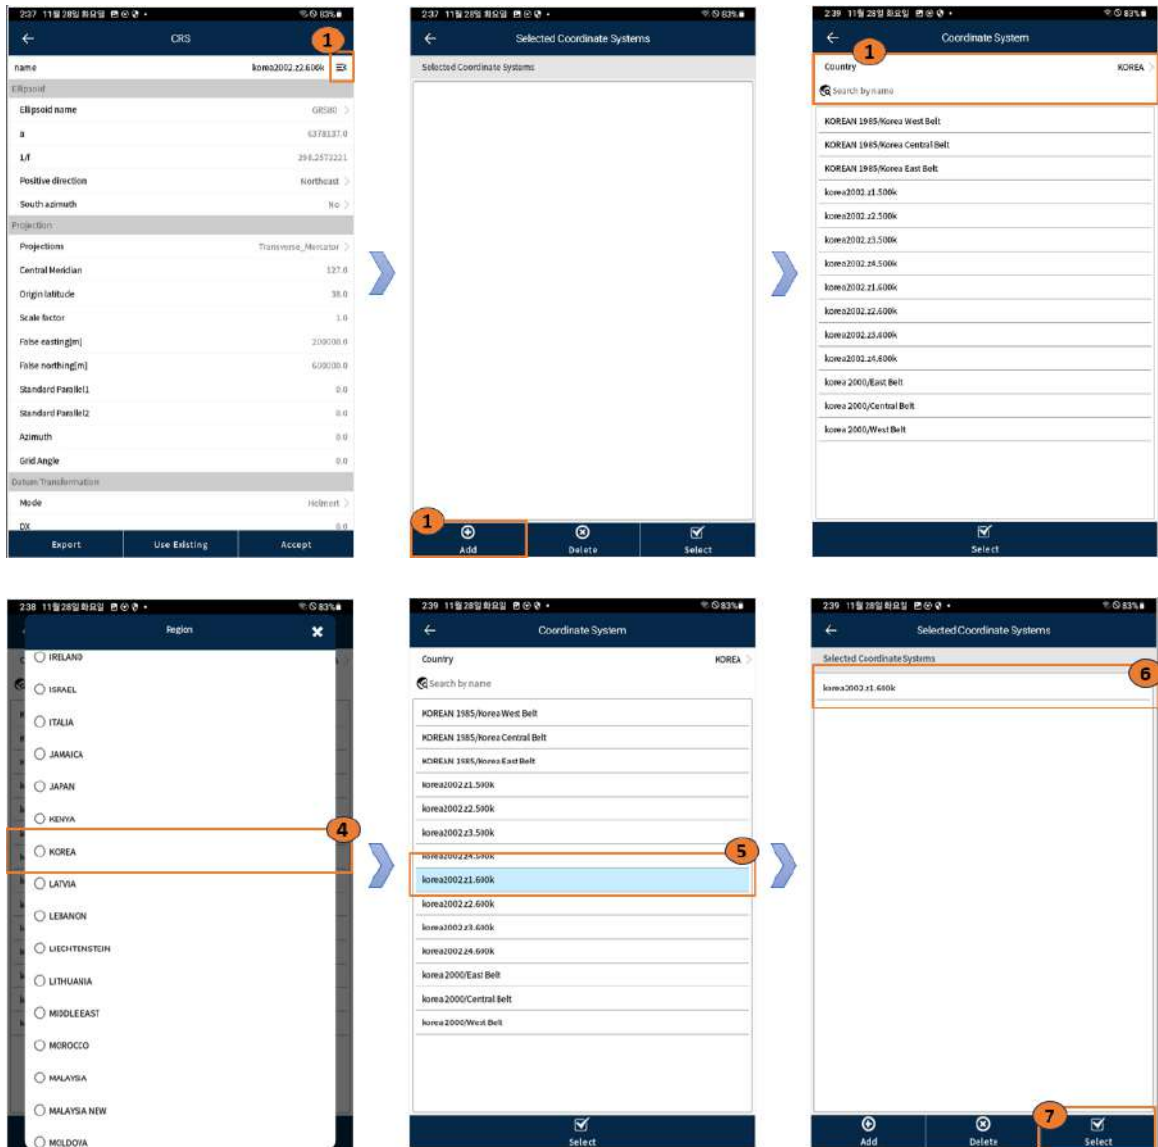 2:37 11월 28일 화요일
83%
CRS
1
name korea2002.z2.600k
Ellipsoid
Ellipsoid name GRS80
a 6378137.0
1/f 298.2572221
Positive direction Northeast
South azimuth No
Projection
Projections Transverse_Mercator
Central Meridian 127.0
Origin latitude 38.0
Scale factor 1.0
False easting[m] 200000.0
False northing[m] 600000.0
Standard Parallel1 0.0
Standard Parallel2 0.0
Azimuth 0.0
Grid Angle 0.0
Datum Transformation
Mode Helmert
DX 0.0
Export Use Existing Accept
2:37 11월 28일 화요일
83%
Selected Coordinate Systems
Selected Coordinate Systems
1
Add Delete Select
2:39 11월 28일 화요일
83%
Coordinate System
1
Country KOREA
Search by name
KOREAN 1985/Korea West Belt
KOREAN 1985/Korea Central Belt
KOREAN 1985/Korea East Belt
korea2002.z1.500k
korea2002.z2.500k
korea2002.z3.500k
korea2002.z4.500k
korea2002.z1.600k
korea2002.z2.600k
korea2002.z3.600k
korea2002.z4.600k
korea 2000/East Belt
korea 2000/Central Belt
korea 2000/West Belt
Select
2:38 11월 28일 화요일
83%
Region
IRELAND
ISRAEL
ITALIA
JAMAICA
JAPAN
KENYA
4
KOREA
LATVIA
LEBANON
LIECHTENSTEIN
LITHUANIA
MIDDLE EAST
MOROCCO
MALAYSIA
MALAYSIA NEW
MOLDOVA
2:39 11월 28일 화요일
83%
Coordinate System
Country KOREA
Search by name
KOREAN 1985/Korea West Belt
KOREAN 1985/Korea Central Belt
KOREAN 1985/Korea East Belt
korea2002.z1.500k
korea2002.z2.500k
korea2002.z3.500k
5
korea2002.z4.500k
korea2002.z1.600k
korea2002.z2.600k
korea2002.z3.600k
korea2002.z4.600k
korea 2000/East Belt
korea 2000/Central Belt
korea 2000/West Belt
Select
2:39 11월 28일 화요일
83%
Selected Coordinate Systems
Selected Coordinate Systems
6
korea2002.z1.600k
7
Add Delete Select